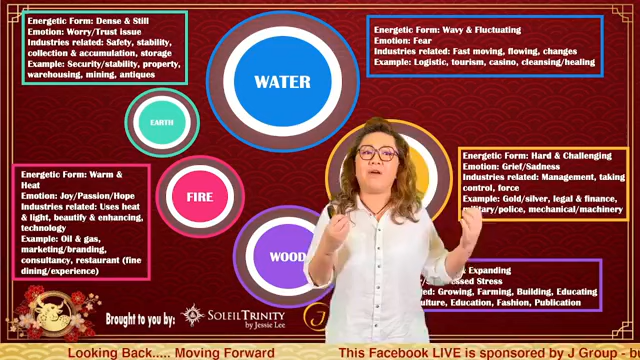 Energetic Form: Dense & Still
Emotion: Worry/Trust issue
Industries related: Safety, stability,
collection & accumulation, storage
Example: Security/stability, property,
warehousing, mining, antiques
Energetic Form: Wavy & Fluctuating
Emotion: Fear
Industries related: Fast moving, flowing, changes
Example: Logistic, tourism, casino, cleansing/healing
WATER
EARTH
Energetic Form: Hard & Challenging
Emotion: Grief/Sadness
Industries related: Management, taking
control, force
Example: Gold/silver, legal & finance,
military/police, mechanical/machinery
Energetic Form: Warm &
Heat
Emotion: Joy/Passion/Hope
Industries related: Uses heat
& light, beautify & enhancing,
technology
Example: Oil & gas,
marketing/branding,
consultancy, restaurant (fine
dining/experience)
FIRE
WOOD
& Expanding
Stress
Growing, Farming, Building, Educating
Education, Fashion, Publication
Brought to you by:
SOLEIL TRINITY
by Jessie Lee
J
Looking Back..... Moving Forward
This Facebook LIVE is sponsored by J Group - b